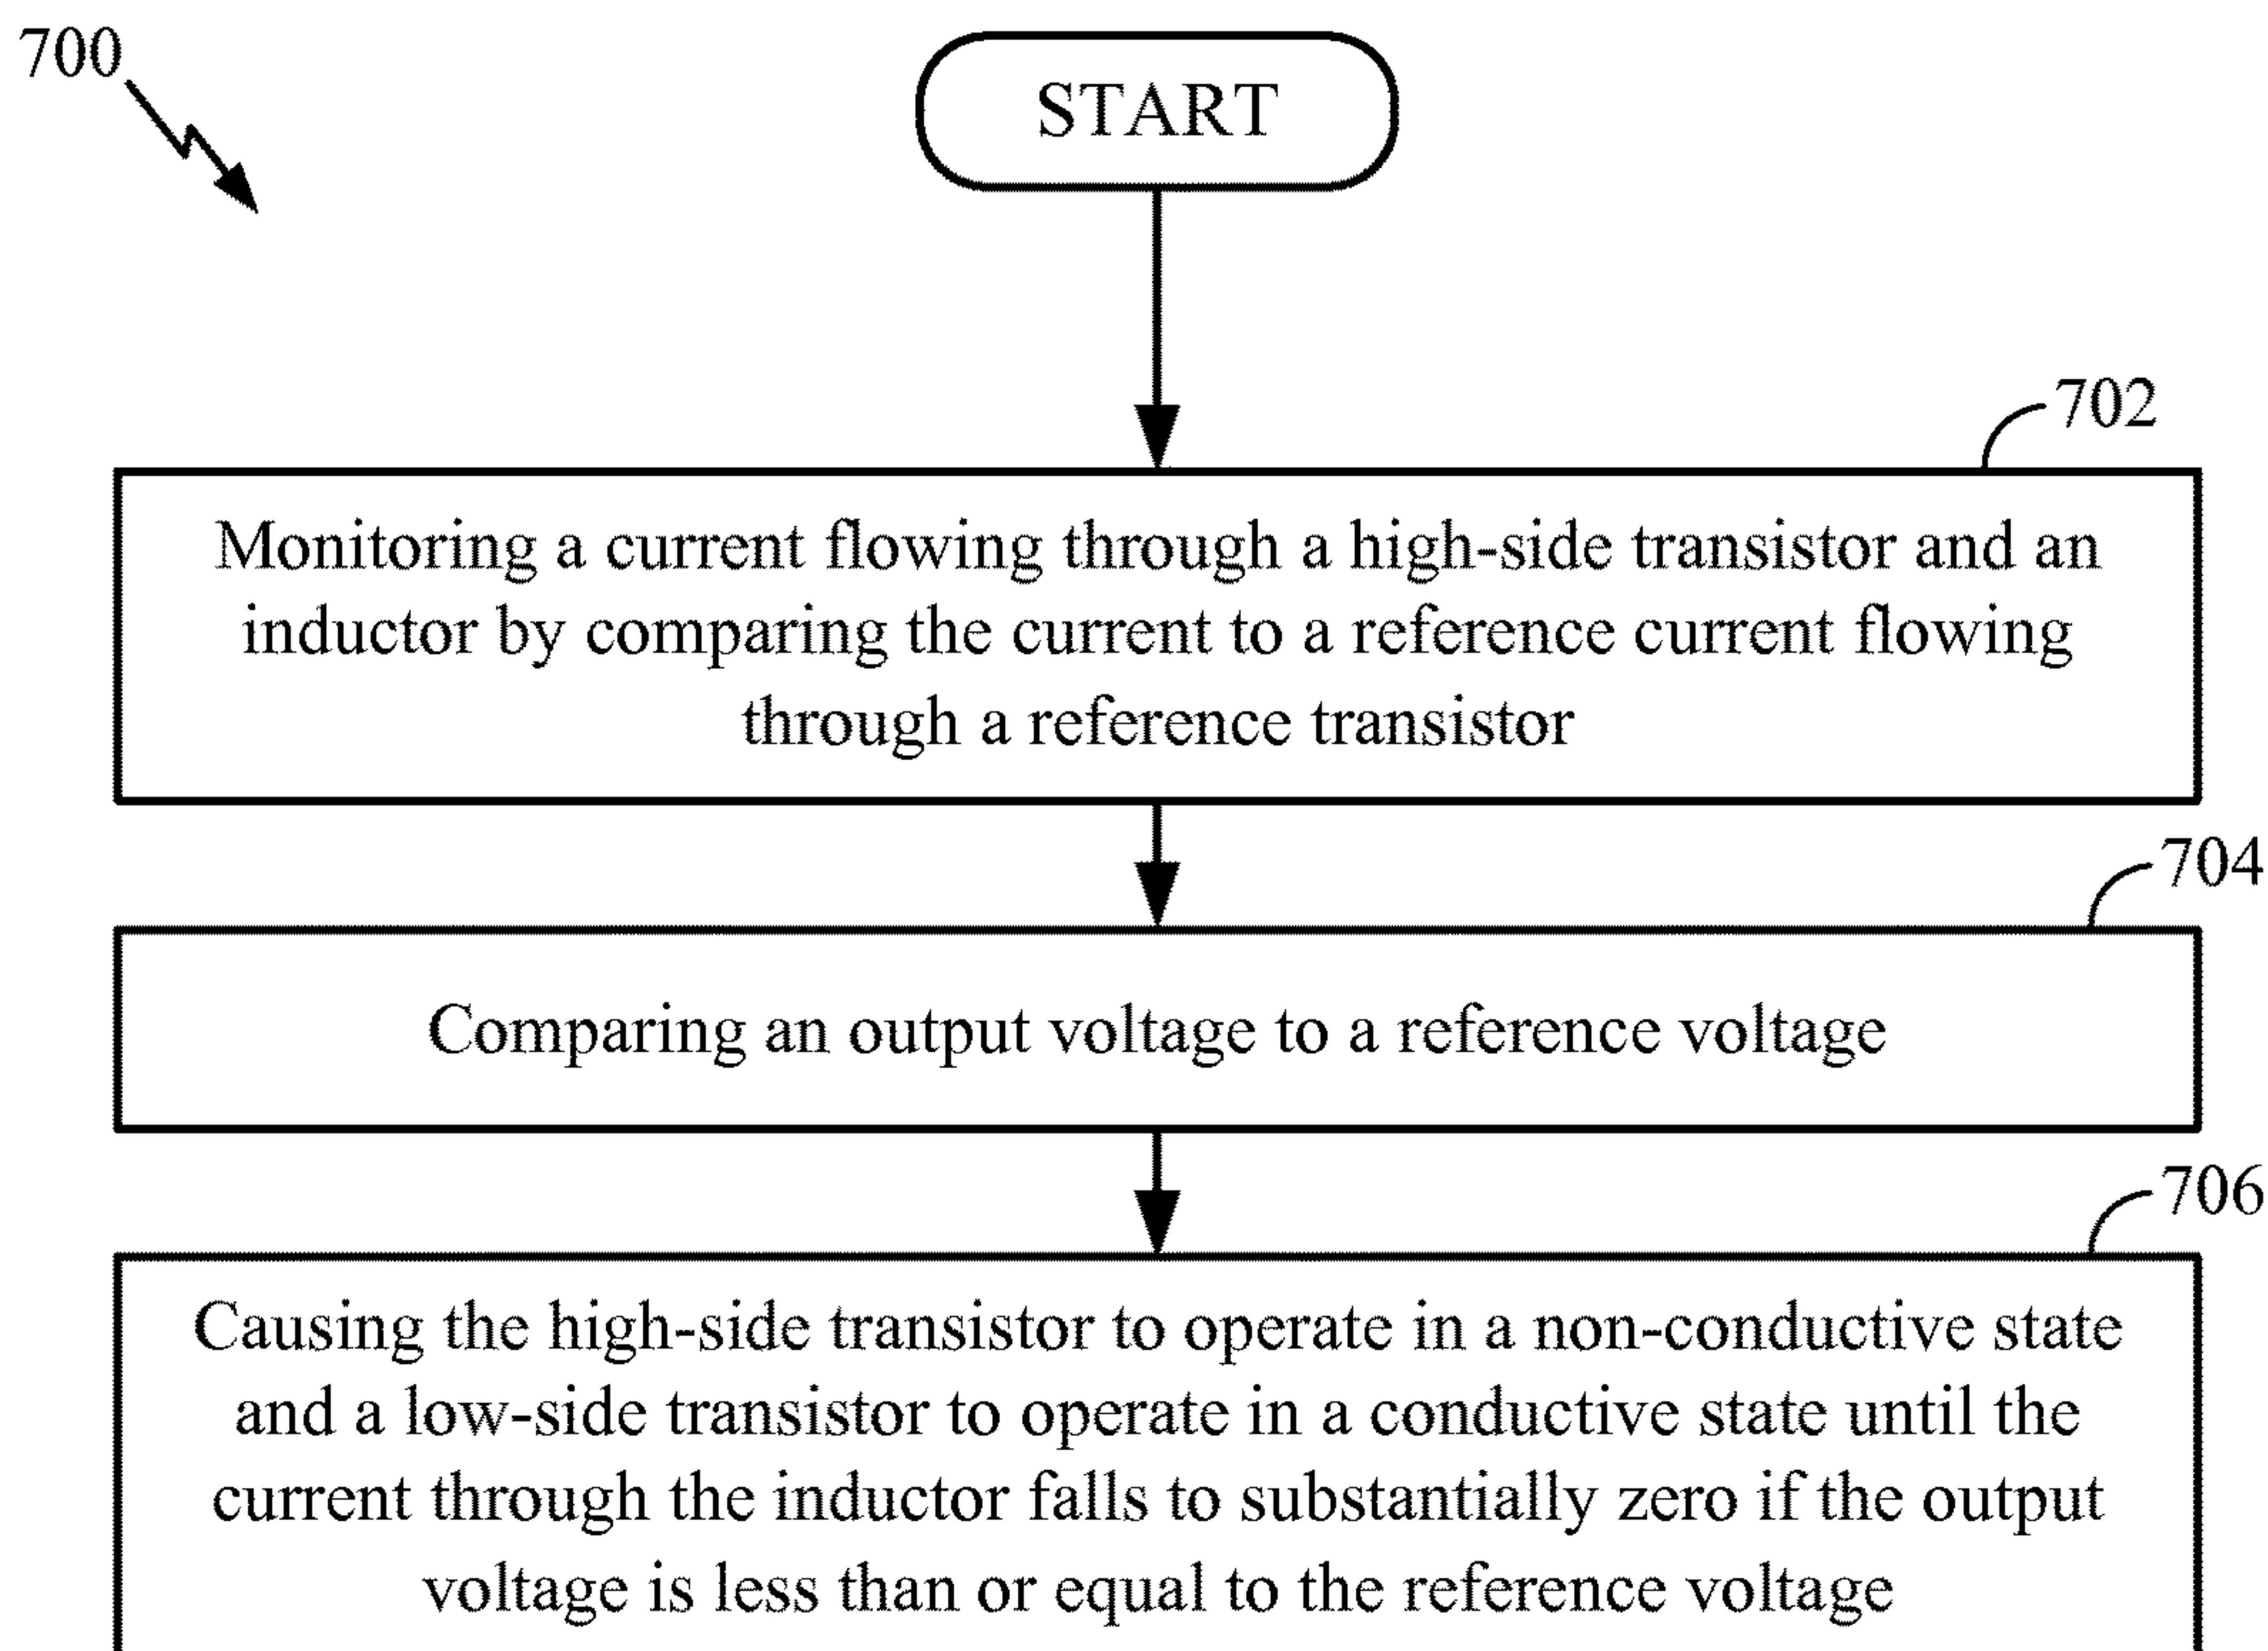 700
START
702
Monitoring a current flowing through a high-side transistor and an
inductor by comparing the current to a reference current flowing
through a reference transistor
704
Comparing an output voltage to a reference voltage
706
Causing the high-side transistor to operate in a non-conductive state
and a low-side transistor to operate in a conductive state until the
current through the inductor falls to substantially zero if the output
voltage is less than or equal to the reference voltage